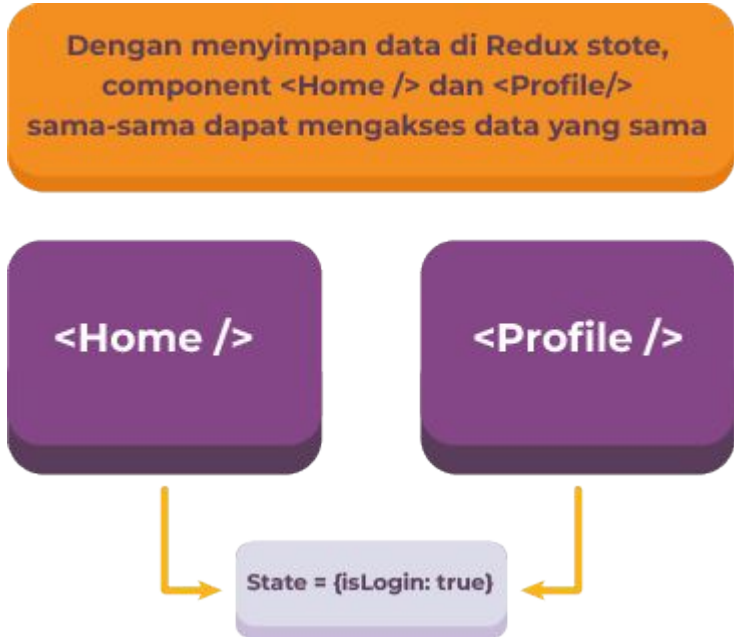 Dengan menyimpan data di Redux stote,
component <Home /> dan <Profile/>
sama-sama dapat mengakses data yang sama
<Home />
<Profile />
State = {isLogin: true}